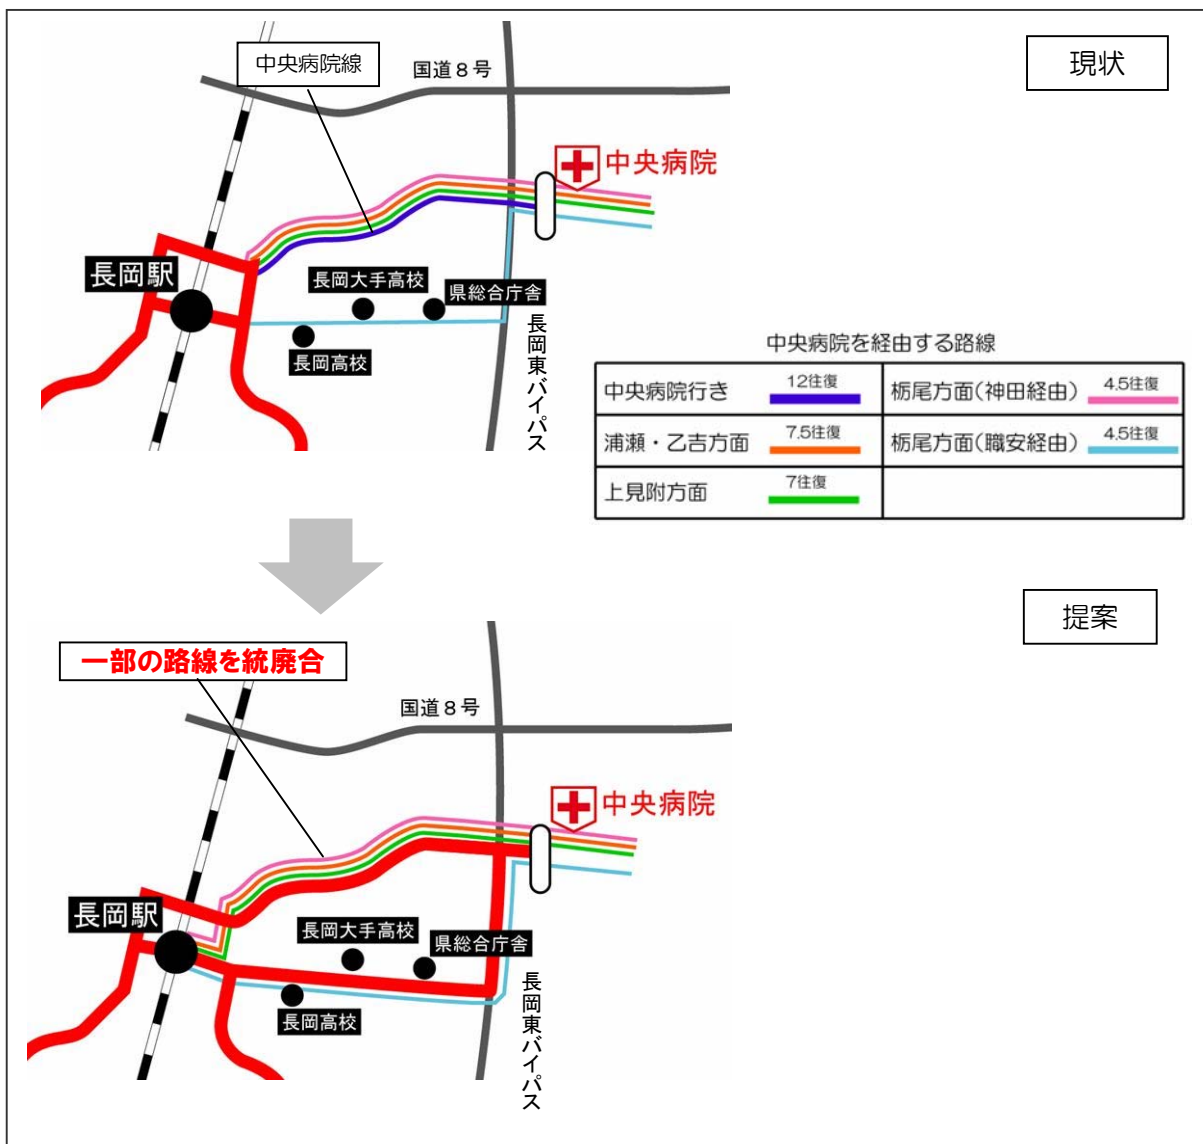 現状
中央病院線
国道８号
中央病院
長岡駅
長岡大手高校
県総合庁舎
長岡高校
長岡東バイパス
中央病院を経由する路線
中央病院行き 12往復 栃尾方面(神田経由) 4.5往復
浦瀬・乙吉方面 7.5往復 栃尾方面(職安経由) 4.5往復
上見附方面 7往復
提案
一部の路線を統廃合
国道８号
中央病院
長岡駅
長岡大手高校
県総合庁舎
長岡高校
長岡東バイパス